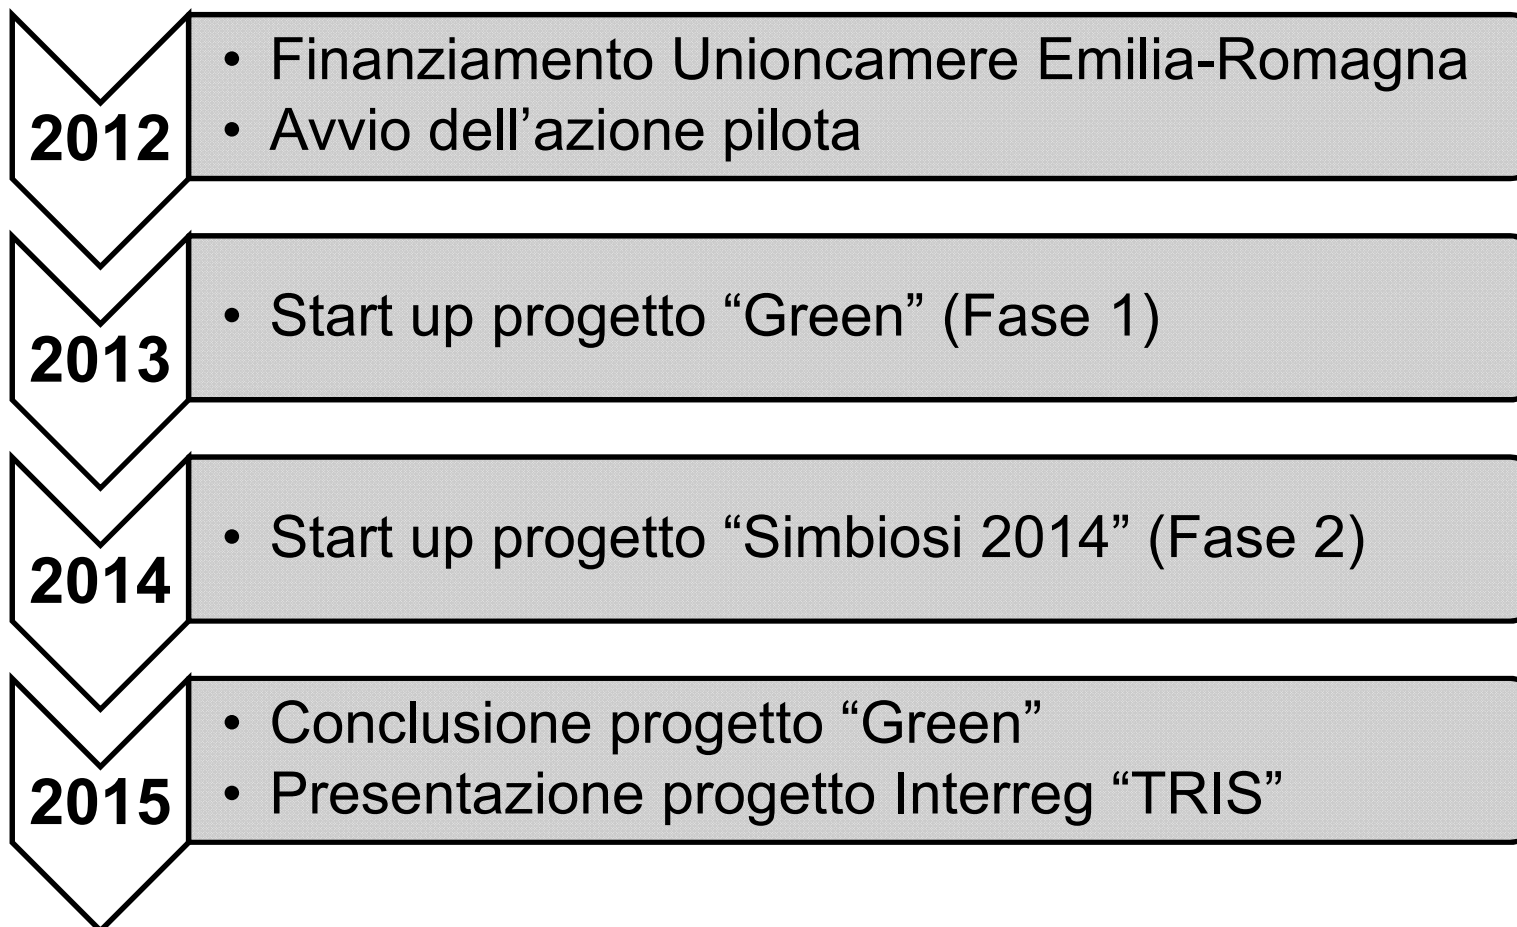 2012
• Finanziamento Unioncamere Emilia-Romagna
• Avvio dell’azione pilota
2013
• Start up progetto “Green” (Fase 1)
2014
• Start up progetto “Simbiosi 2014” (Fase 2)
2015
• Conclusione progetto “Green”
• Presentazione progetto Interreg “TRIS”